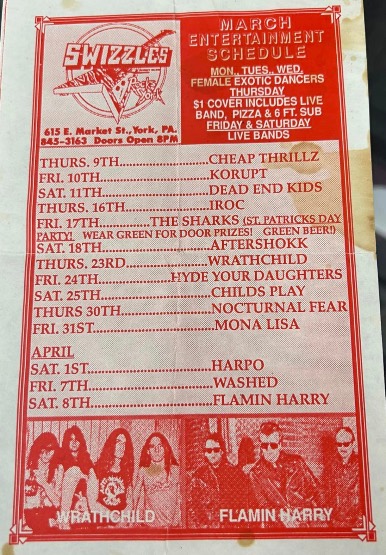 SWIZZLES
615 E. Market St., York, PA.
845-3163 Doors Open 8PM
MARCH
ENTERTAINMENT
SCHEDULE
MON., TUES., WED
FEMALE EXOTIC DANCERS
THURSDAY
$1 COVER INCLUDES LIVE
BAND, PIZZA & 6 FT. SUB
FRIDAY & SATURDAY
LIVE BANDS
THURS. 9TH........................CHEAP THRILLZ
FRI. 10TH............................KORUPT
SAT. 11TH............................DEAD END KIDS
THURS. 16TH.......................IROC
FRI. 17TH..............THE SHARKS (ST. PATRICKS DAY
PARTY! WEAR GREEN FOR DOOR PRIZES! GREEN BEER!)
SAT. 18TH............................AFTERSHOKK
THURS. 23RD.......................WRATHCHILD
FRI. 24TH....................HYDE YOUR DAUGHTERS
SAT. 25TH............................CHILDS PLAY
THURS 30TH........................NOCTURNAL FEAR
FRI. 31ST.............................MONA LISA
APRIL
SAT. 1ST..............................HARPO
FRI. 7TH..............................WASHED
SAT. 8TH..............................FLAMIN HARRY
WRATHCHILD
FLAMIN HARRY